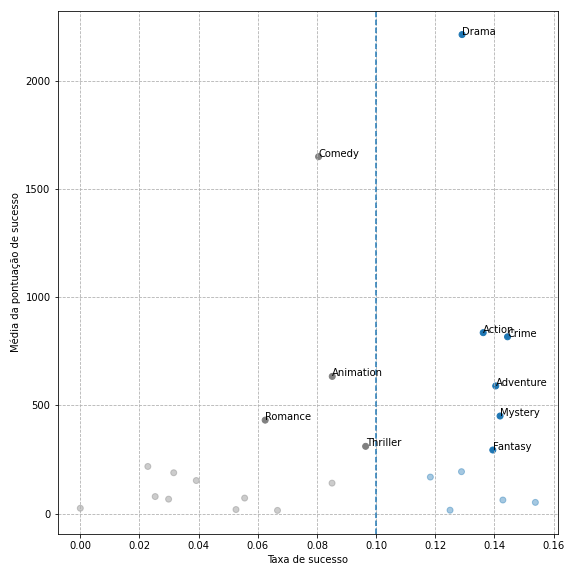 Drama
2000
Comedy
1500
Média da pontuação de sucesso
1000
Action
Crime
Animation
Adventure
500
Romance
Mystery
Thriller
Fantasy
0
0.00 0.02 0.04 0.06 0.08 0.10 0.12 0.14 0.16
Taxa de sucesso